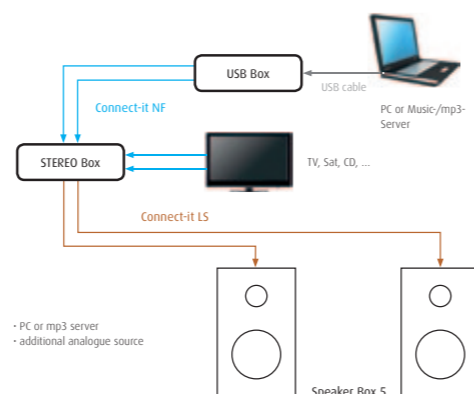 USB Box
USB cable
Connect-it NF
PC or Music-/mp3-
Server
STEREO Box
TV, Sat, CD, ...
Connect-it LS
• PC or mp3 server
• additional analogue source
Speaker Box 5